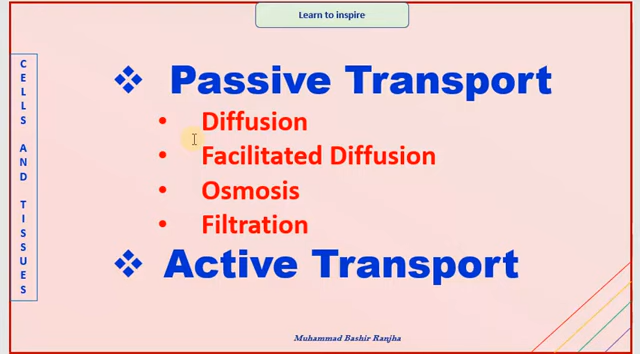 Learn to inspire
CELLS AND TISSUES
❖ Passive Transport
• Diffusion
• Facilitated Diffusion
• Osmosis
• Filtration
❖ Active Transport
Muhammad Bashir Ranjha